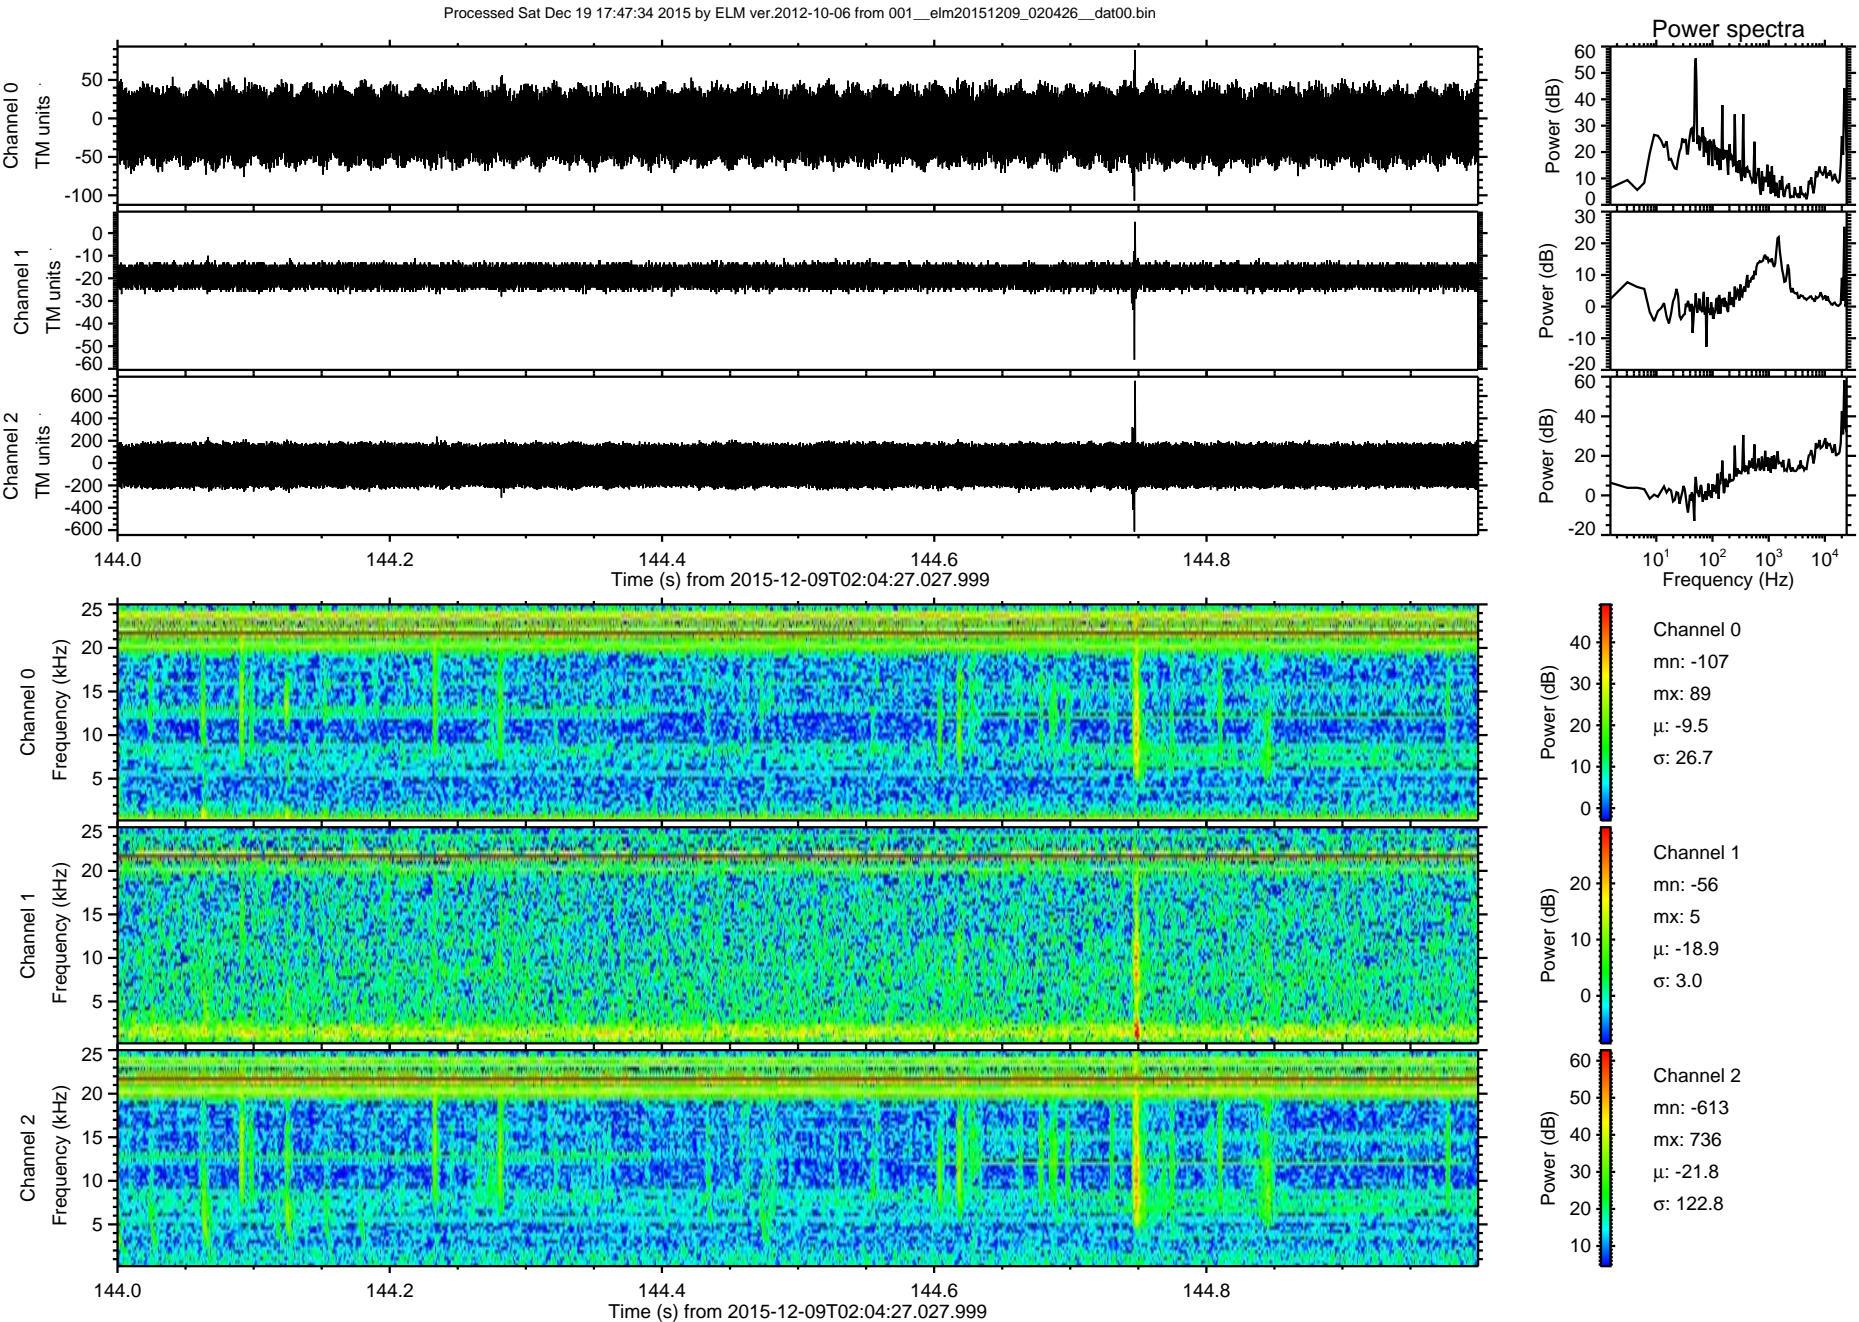 Processed Sat Dec 19 17:47:34 2015 by ELM ver.2012-10-06 from 001__elm20151209_020426__dat00.bin
Power spectra
Channel 0
TM units
50
0
-50
-100
Power (dB)
60
50
40
30
20
10
0
Channel 1
TM units
0
-10
-20
-30
-40
-50
-60
Power (dB)
30
20
10
0
-10
-20
Channel 2
TM units
600
400
200
0
-200
-400
-600
Power (dB)
60
40
20
0
-20
144.0 144.2 144.4 144.6 144.8
Time (s) from 2015-12-09T02:04:27.027.999
10¹ 10² 10³ 10⁴
Frequency (Hz)
Channel 0
Frequency (kHz)
25
20
15
10
5
Power (dB)
40
30
20
10
0
Channel 0
mn: -107
mx: 89
μ: -9.5
σ: 26.7
Channel 1
Frequency (kHz)
25
20
15
10
5
Power (dB)
20
10
0
Channel 1
mn: -56
mx: 5
μ: -18.9
σ: 3.0
Channel 2
Frequency (kHz)
25
20
15
10
5
Power (dB)
60
50
40
30
20
10
Channel 2
mn: -613
mx: 736
μ: -21.8
σ: 122.8
144.0 144.2 144.4 144.6 144.8
Time (s) from 2015-12-09T02:04:27.027.999